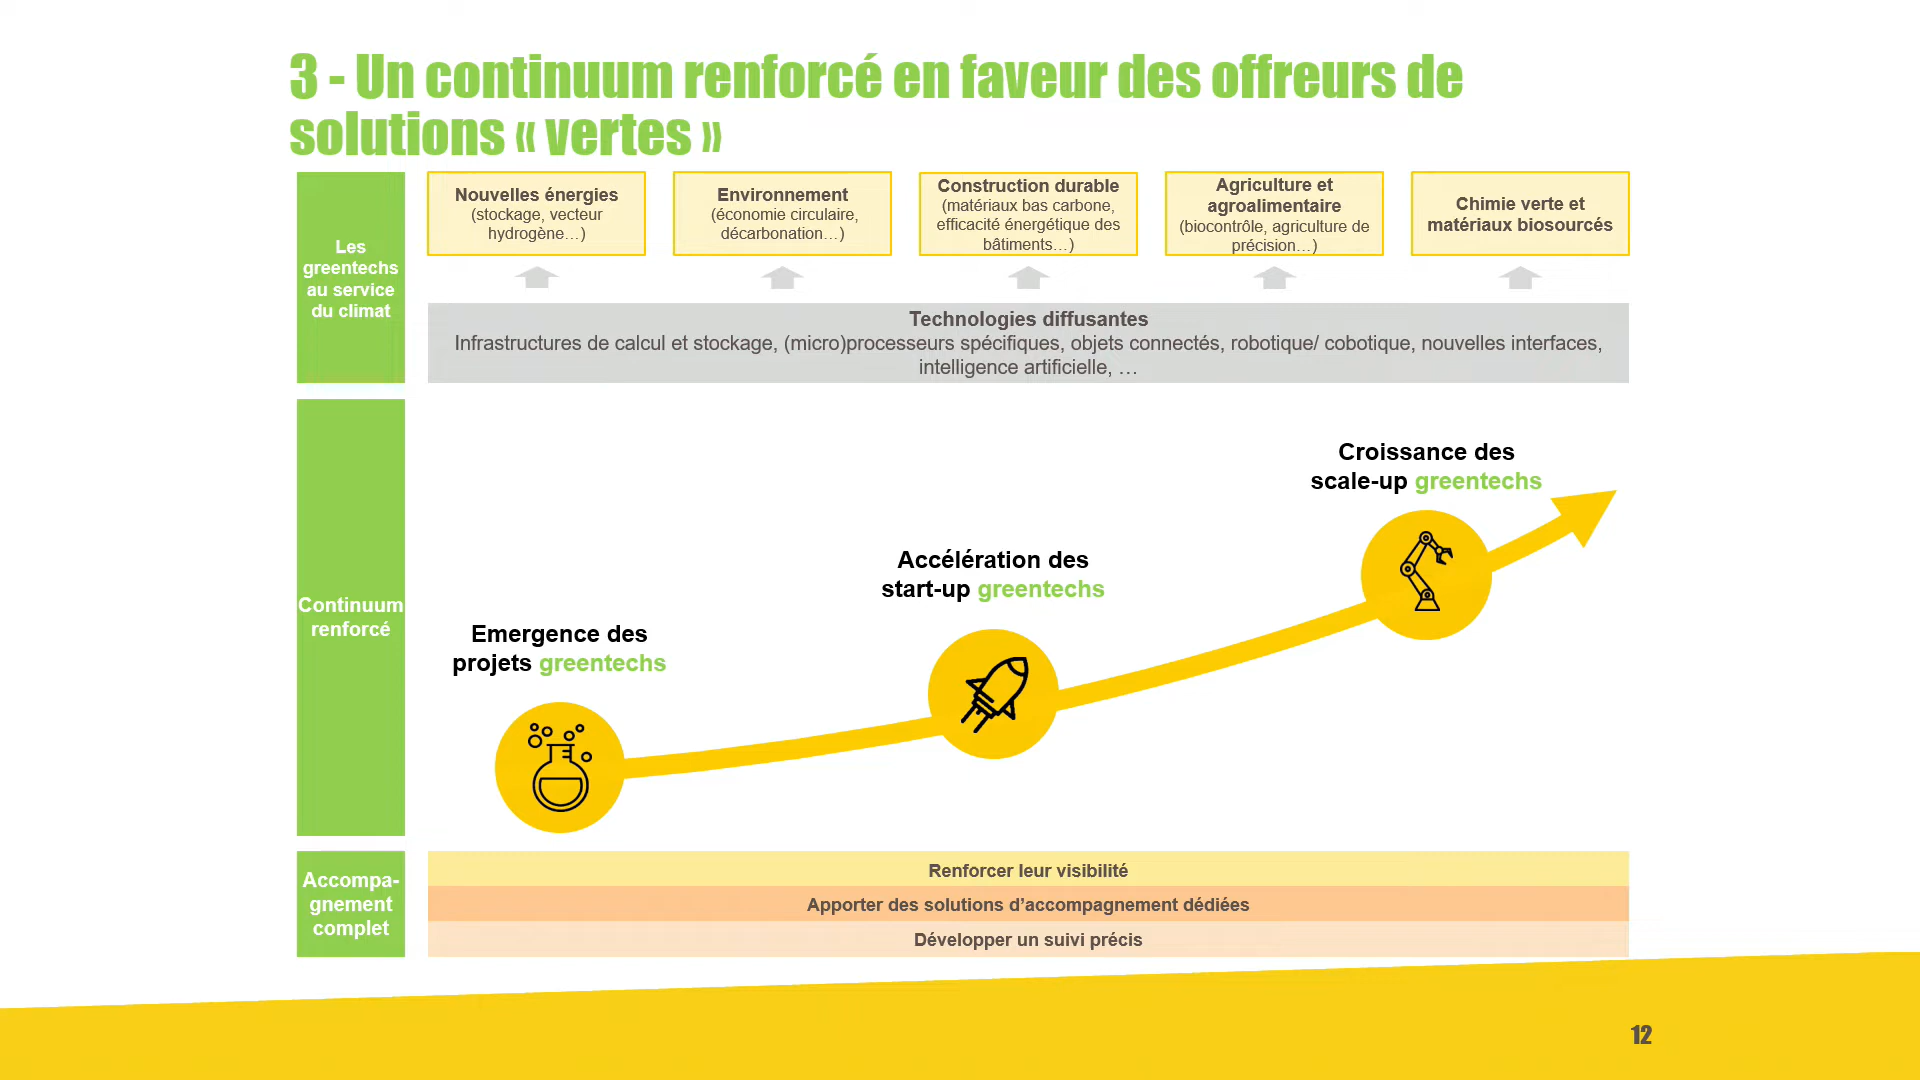 3 - Un continuum renforcé en faveur des offreurs de
solutions « vertes »
Les
greentechs
au service
du climat
Nouvelles énergies
(stockage, vecteur
hydrogène…)
Environnement
(économie circulaire,
décarbonation…)
Construction durable
(matériaux bas carbone,
efficacité énergétique des
bâtiments…)
Agriculture et
agroalimentaire
(biocontrôle, agriculture de
précision…)
Chimie verte et
matériaux biosourcés
Technologies diffusantes
Infrastructures de calcul et stockage, (micro)processeurs spécifiques, objets connectés, robotique/ cobotique, nouvelles interfaces,
intelligence artificielle, …
Continuum
renforcé
Emergence des
projets greentechs
Accélération des
start-up greentechs
Croissance des
scale-up greentechs
Accompa-
gnement
complet
Renforcer leur visibilité
Apporter des solutions d’accompagnement dédiées
Développer un suivi précis
12